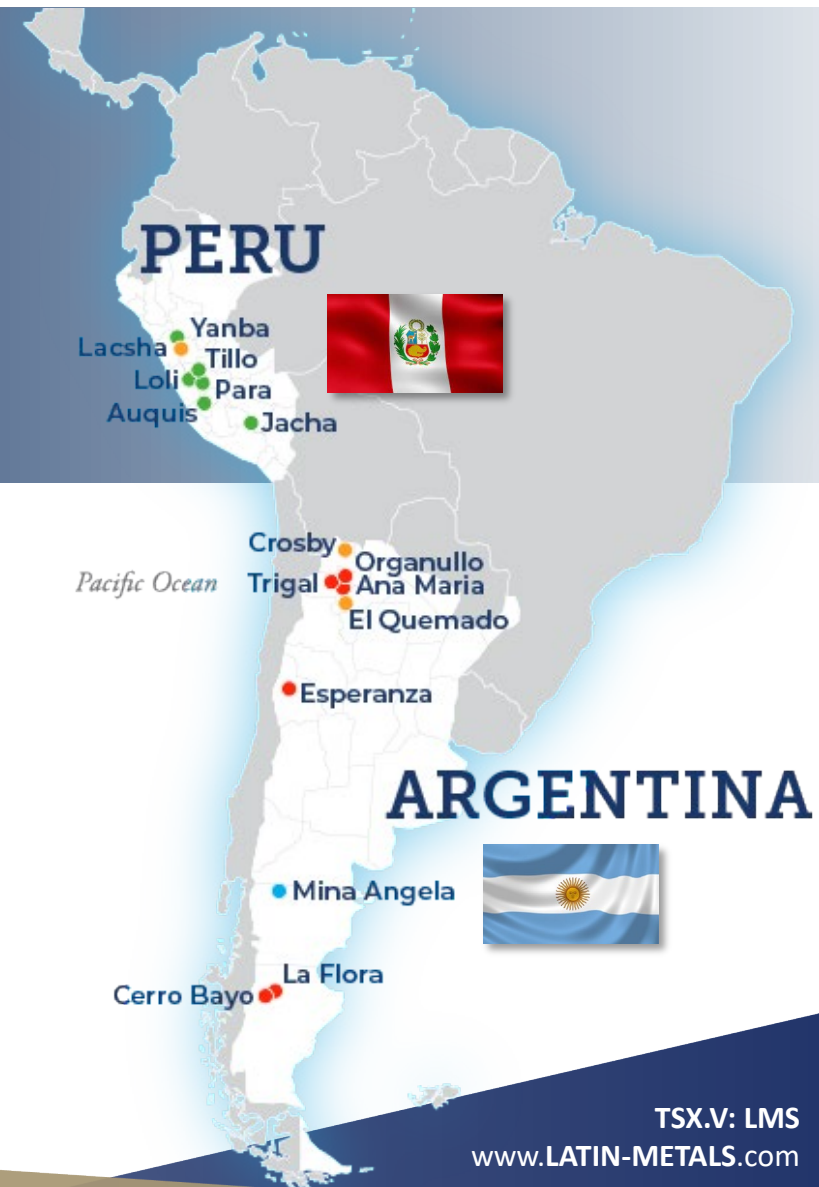 PERU
Yanba
Lacsha
Tillo
Loli
Para
Auquis
Jacha
Crosby
Organullo
Pacific Ocean
Trigal
Ana Maria
El Quemado
Esperanza
ARGENTINA
Mina Angela
La Flora
Cerro Bayo
TSX.V: LMS
www.LATIN-METALS.com